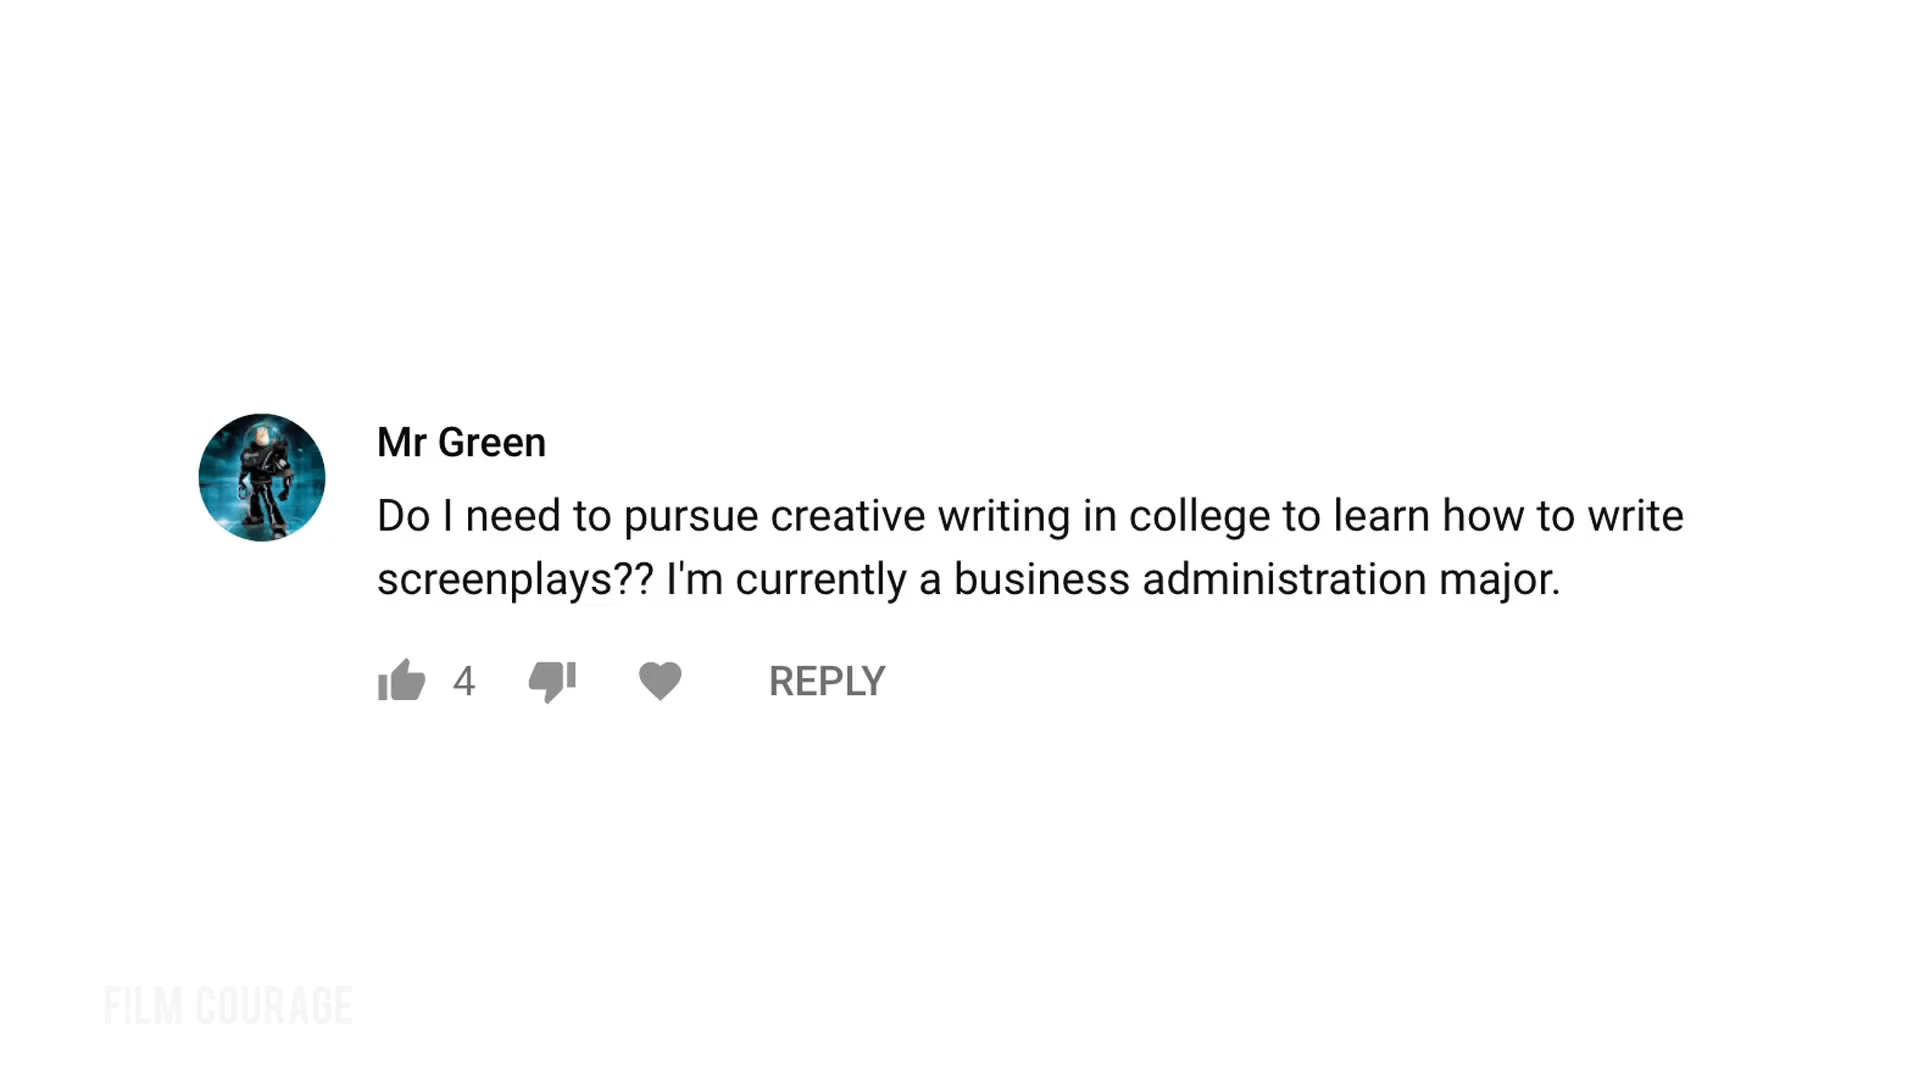 Mr Green
Do I need to pursue creative writing in college to learn how to write
screenplays?? I'm currently a business administration major.
4 REPLY
FILM COURAGE